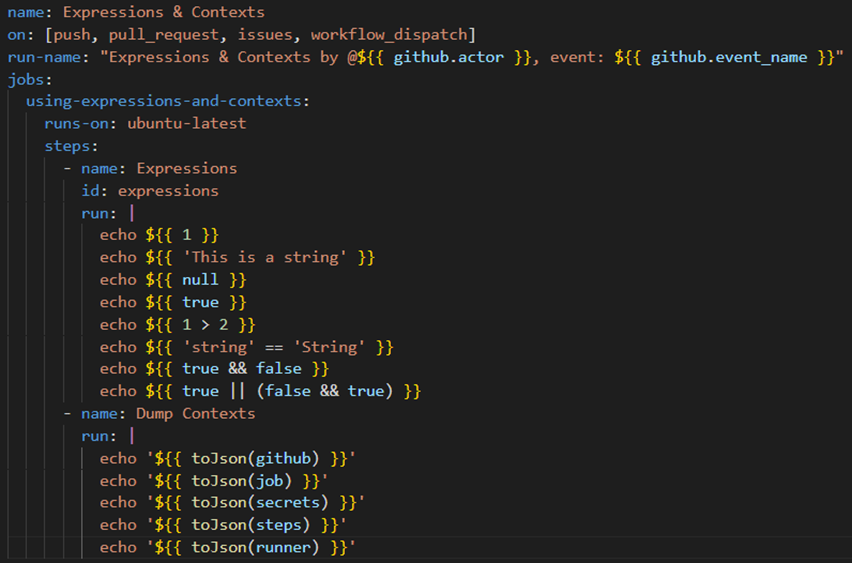 name: Expressions & Contexts
on: [push, pull_request, issues, workflow_dispatch]
run-name: "Expressions & Contexts by @${{ github.actor }}, event: ${{ github.event_name }}"
jobs:
  using-expressions-and-contexts:
    runs-on: ubuntu-latest
    steps:
      - name: Expressions
        id: expressions
        run: |
          echo ${{ 1 }}
          echo ${{ 'This is a string' }}
          echo ${{ null }}
          echo ${{ true }}
          echo ${{ 1 > 2 }}
          echo ${{ 'string' == 'String' }}
          echo ${{ true && false }}
          echo ${{ true || (false && true) }}
      - name: Dump Contexts
        run: |
          echo '${{ toJson(github) }}'
          echo '${{ toJson(job) }}'
          echo '${{ toJson(secrets) }}'
          echo '${{ toJson(steps) }}'
          echo '${{ toJson(runner) }}'